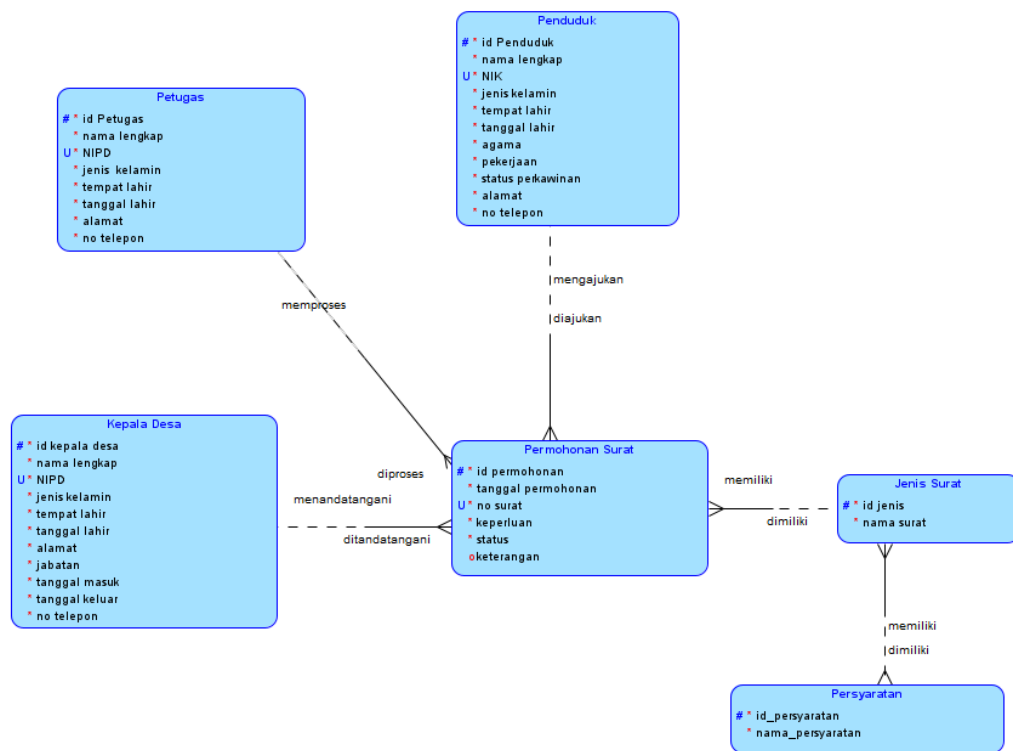 Penduduk
# * id Penduduk
* nama lengkap
U * NIK
* jenis kelamin
* tempat lahir
* tanggal lahir
* agama
* pekerjaan
* status perkawinan
* alamat
* no telepon
Petugas
# * id Petugas
* nama lengkap
U * NIPD
* jenis kelamin
* tempat lahir
* tanggal lahir
* alamat
* no telepon
mengajukan
diajukan
memproses
diproses
Kepala Desa
# * id kepala desa
* nama lengkap
U * NIPD
* jenis kelamin
* tempat lahir
* tanggal lahir
* alamat
* jabatan
* tanggal masuk
* tanggal keluar
* no telepon
menandatangani
ditandatangani
Permohonan Surat
# * id permohonan
* tanggal permohonan
U * no surat
* keperluan
* status
o keterangan
memiliki
dimiliki
Jenis Surat
# * id jenis
* nama surat
memiliki
dimiliki
Persyaratan
# * id_persyaratan
* nama_persyaratan